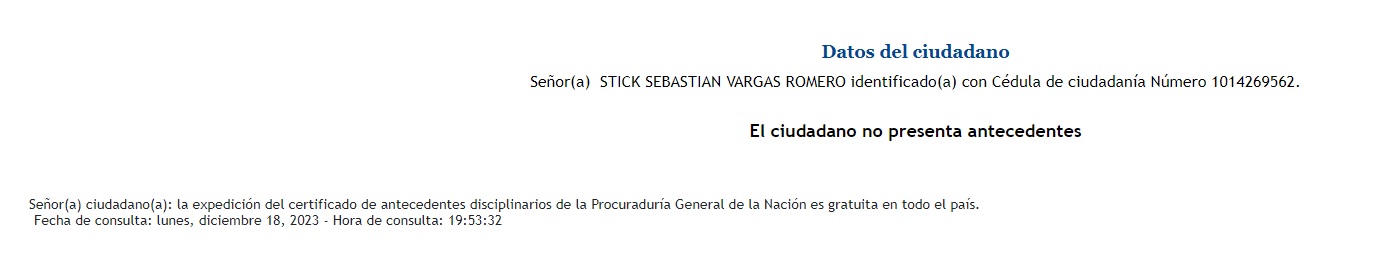 Datos del ciudadano
Señor(a) STICK SEBASTIAN VARGAS ROMERO identificado(a) con Cédula de ciudadanía Número 1014269562.
El ciudadano no presenta antecedentes
Señor(a) ciudadano(a): la expedición del certificado de antecedentes disciplinarios de la Procuraduría General de la Nación es gratuita en todo el país.
Fecha de consulta: lunes, diciembre 18, 2023 - Hora de consulta: 19:53:32